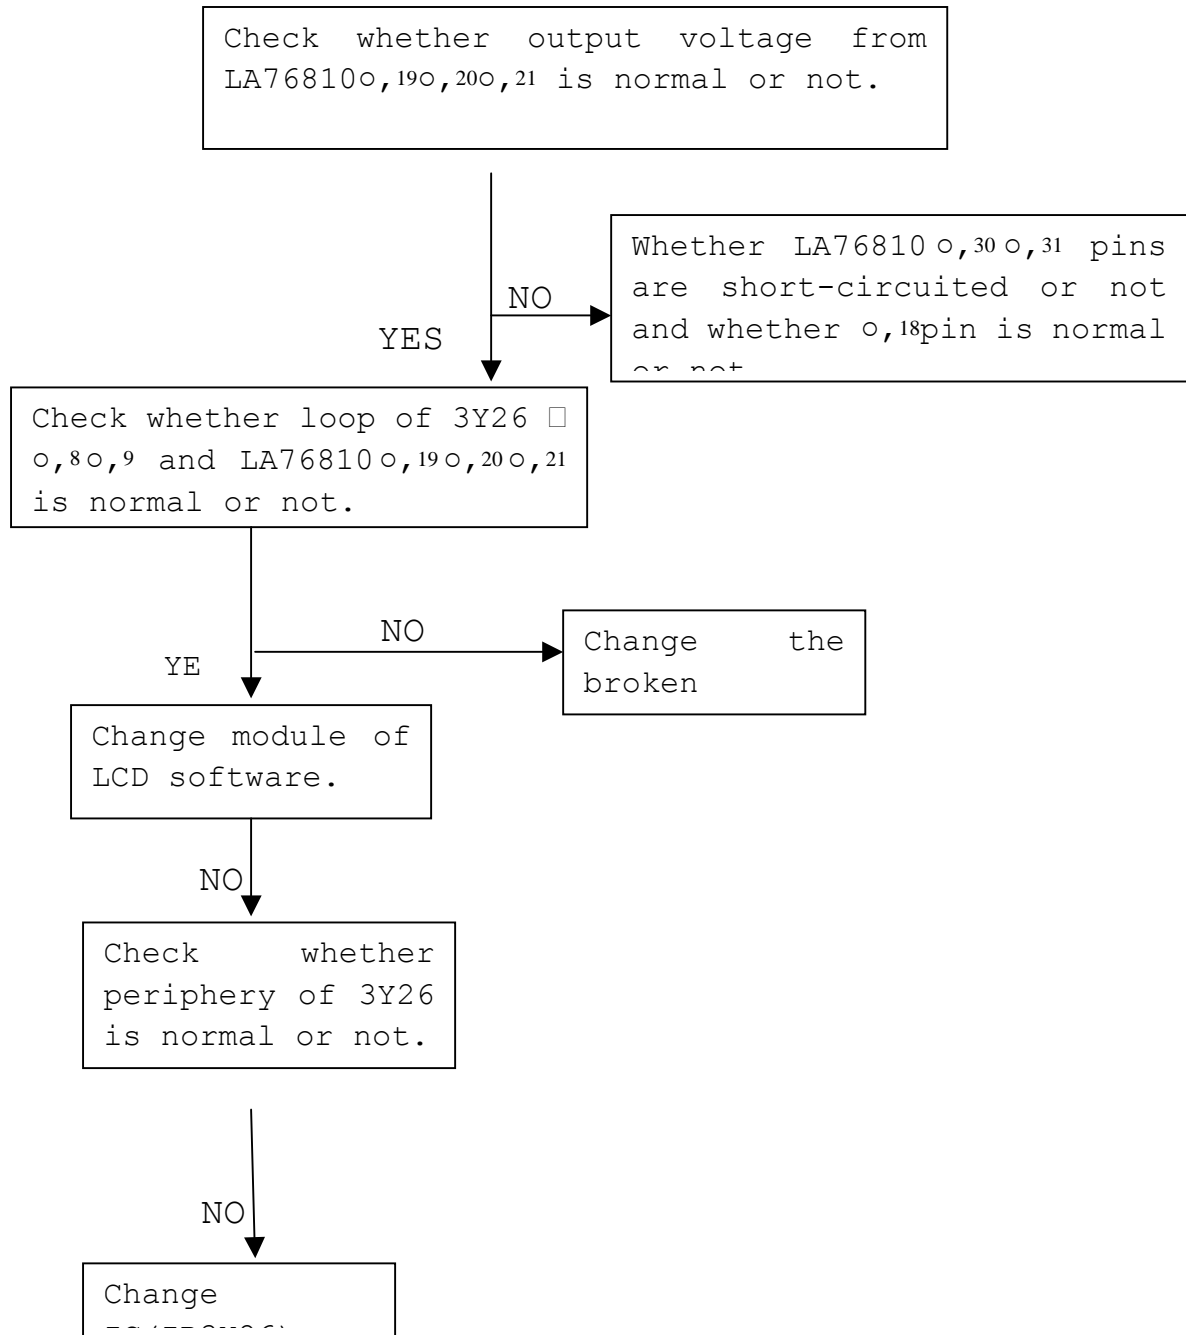 Check whether output voltage from
LA76810○,19○,20○,21 is normal or not.
NO
Whether LA76810○,30○,31 pins
are short-circuited or not
and whether ○,18pin is normal
or not
YES
Check whether loop of 3Y26 □
○,8○,9 and LA76810○,19○,20○,21
is normal or not.
NO
Change the
broken
YE
Change module of
LCD software.
NO
Check whether
periphery of 3Y26
is normal or not.
NO
Change